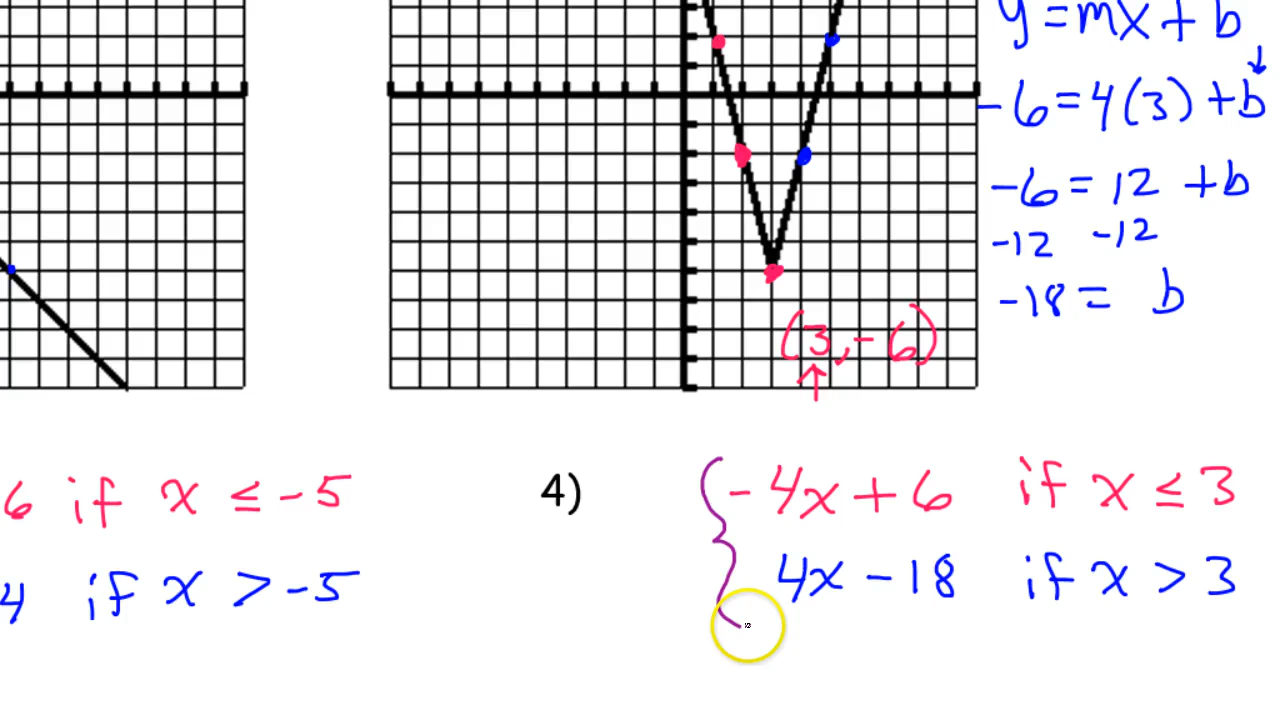 y = mx + b
-6 = 4(3) + b
-6 = 12 + b
-12 -12
-18 = b
(3, -6)
6 if x ≤ -5
4 if x > -5
4)
-4x + 6 if x ≤ 3
4x - 18 if x > 3